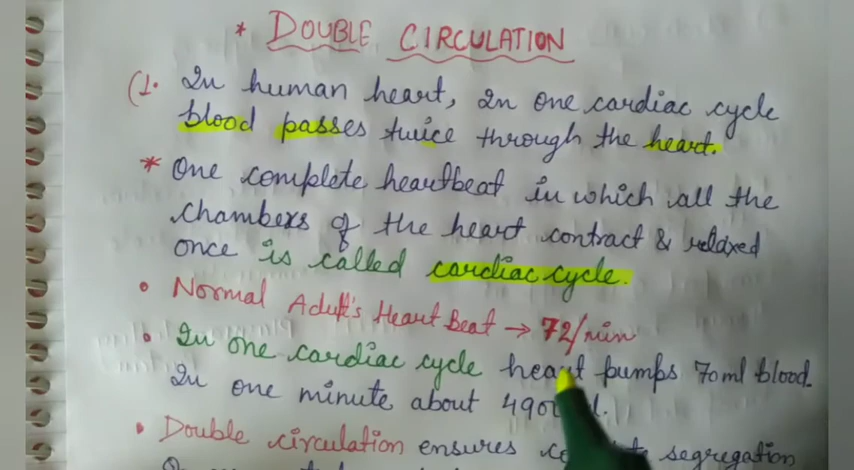 * DOUBLE CIRCULATION
(1. In human heart, In one cardiac cycle
blood passes twice through the heart.
* One complete heartbeat in which all the
chambers of the heart contract & relaxed
once is called cardiac cycle.
• Normal Adult's Heart Beat → 72/min
• In one cardiac cycle heart pumps 70ml blood.
In one minute about
• Double circulation ensures segregation